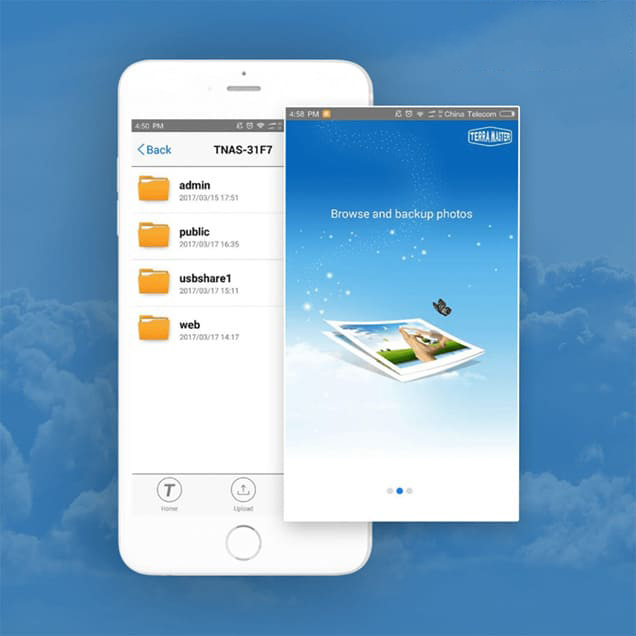 4:50 PM
Back
TNAS-31F7
admin
2017/03/15 17:51
public
2017/03/17 16:35
usbshare1
2017/03/17 15:11
web
2017/03/17 14:17
T
Home
Upload
4:58 PM
China Telecom
TERRA MASTER
Browse and backup photos